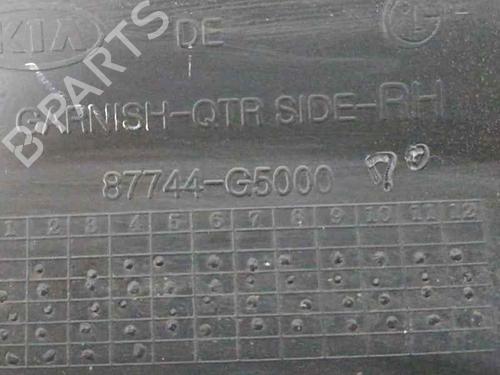 KIA DE G
GARNISH-QTR SIDE-RH
87744-G5000
1 2 3 4 5 6 7 8 9 10 11 12
B-PARTS